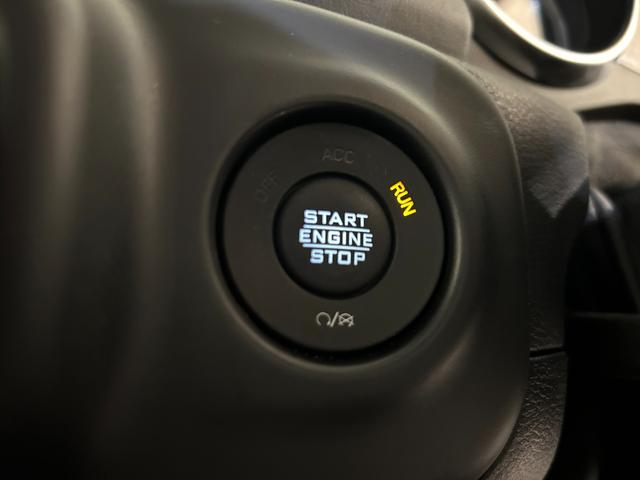 OFF
ACC
RUN
START
ENGINE
STOP